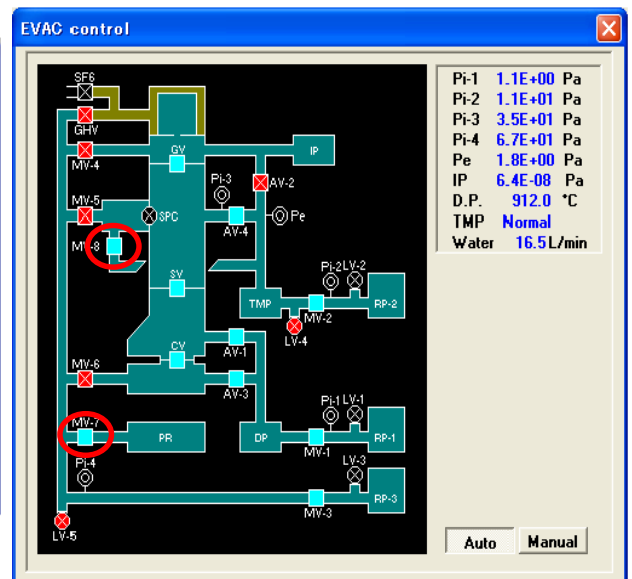 EVAC control
SF6
GHV
MV-4
GV
IP
MV-5
Pi-3
AV-2
SPC
Pe
AV-4
MV-8
SV
Pi-2 LV-2
TMP
RP-2
MV-2
LV-4
CV
AV-1
MV-6
AV-3
Pi-1 LV-1
MV-7
PR
DP
RP-1
MV-1
Pi-4
LV-3
RP-3
MV-3
LV-5
Pi-1 1.1E+00 Pa
Pi-2 1.1E+01 Pa
Pi-3 3.5E+01 Pa
Pi-4 6.7E+01 Pa
Pe 1.8E+00 Pa
IP 6.4E-08 Pa
D.P. 912.0 °C
TMP Normal
Water 16.5 L/min
Auto Manual